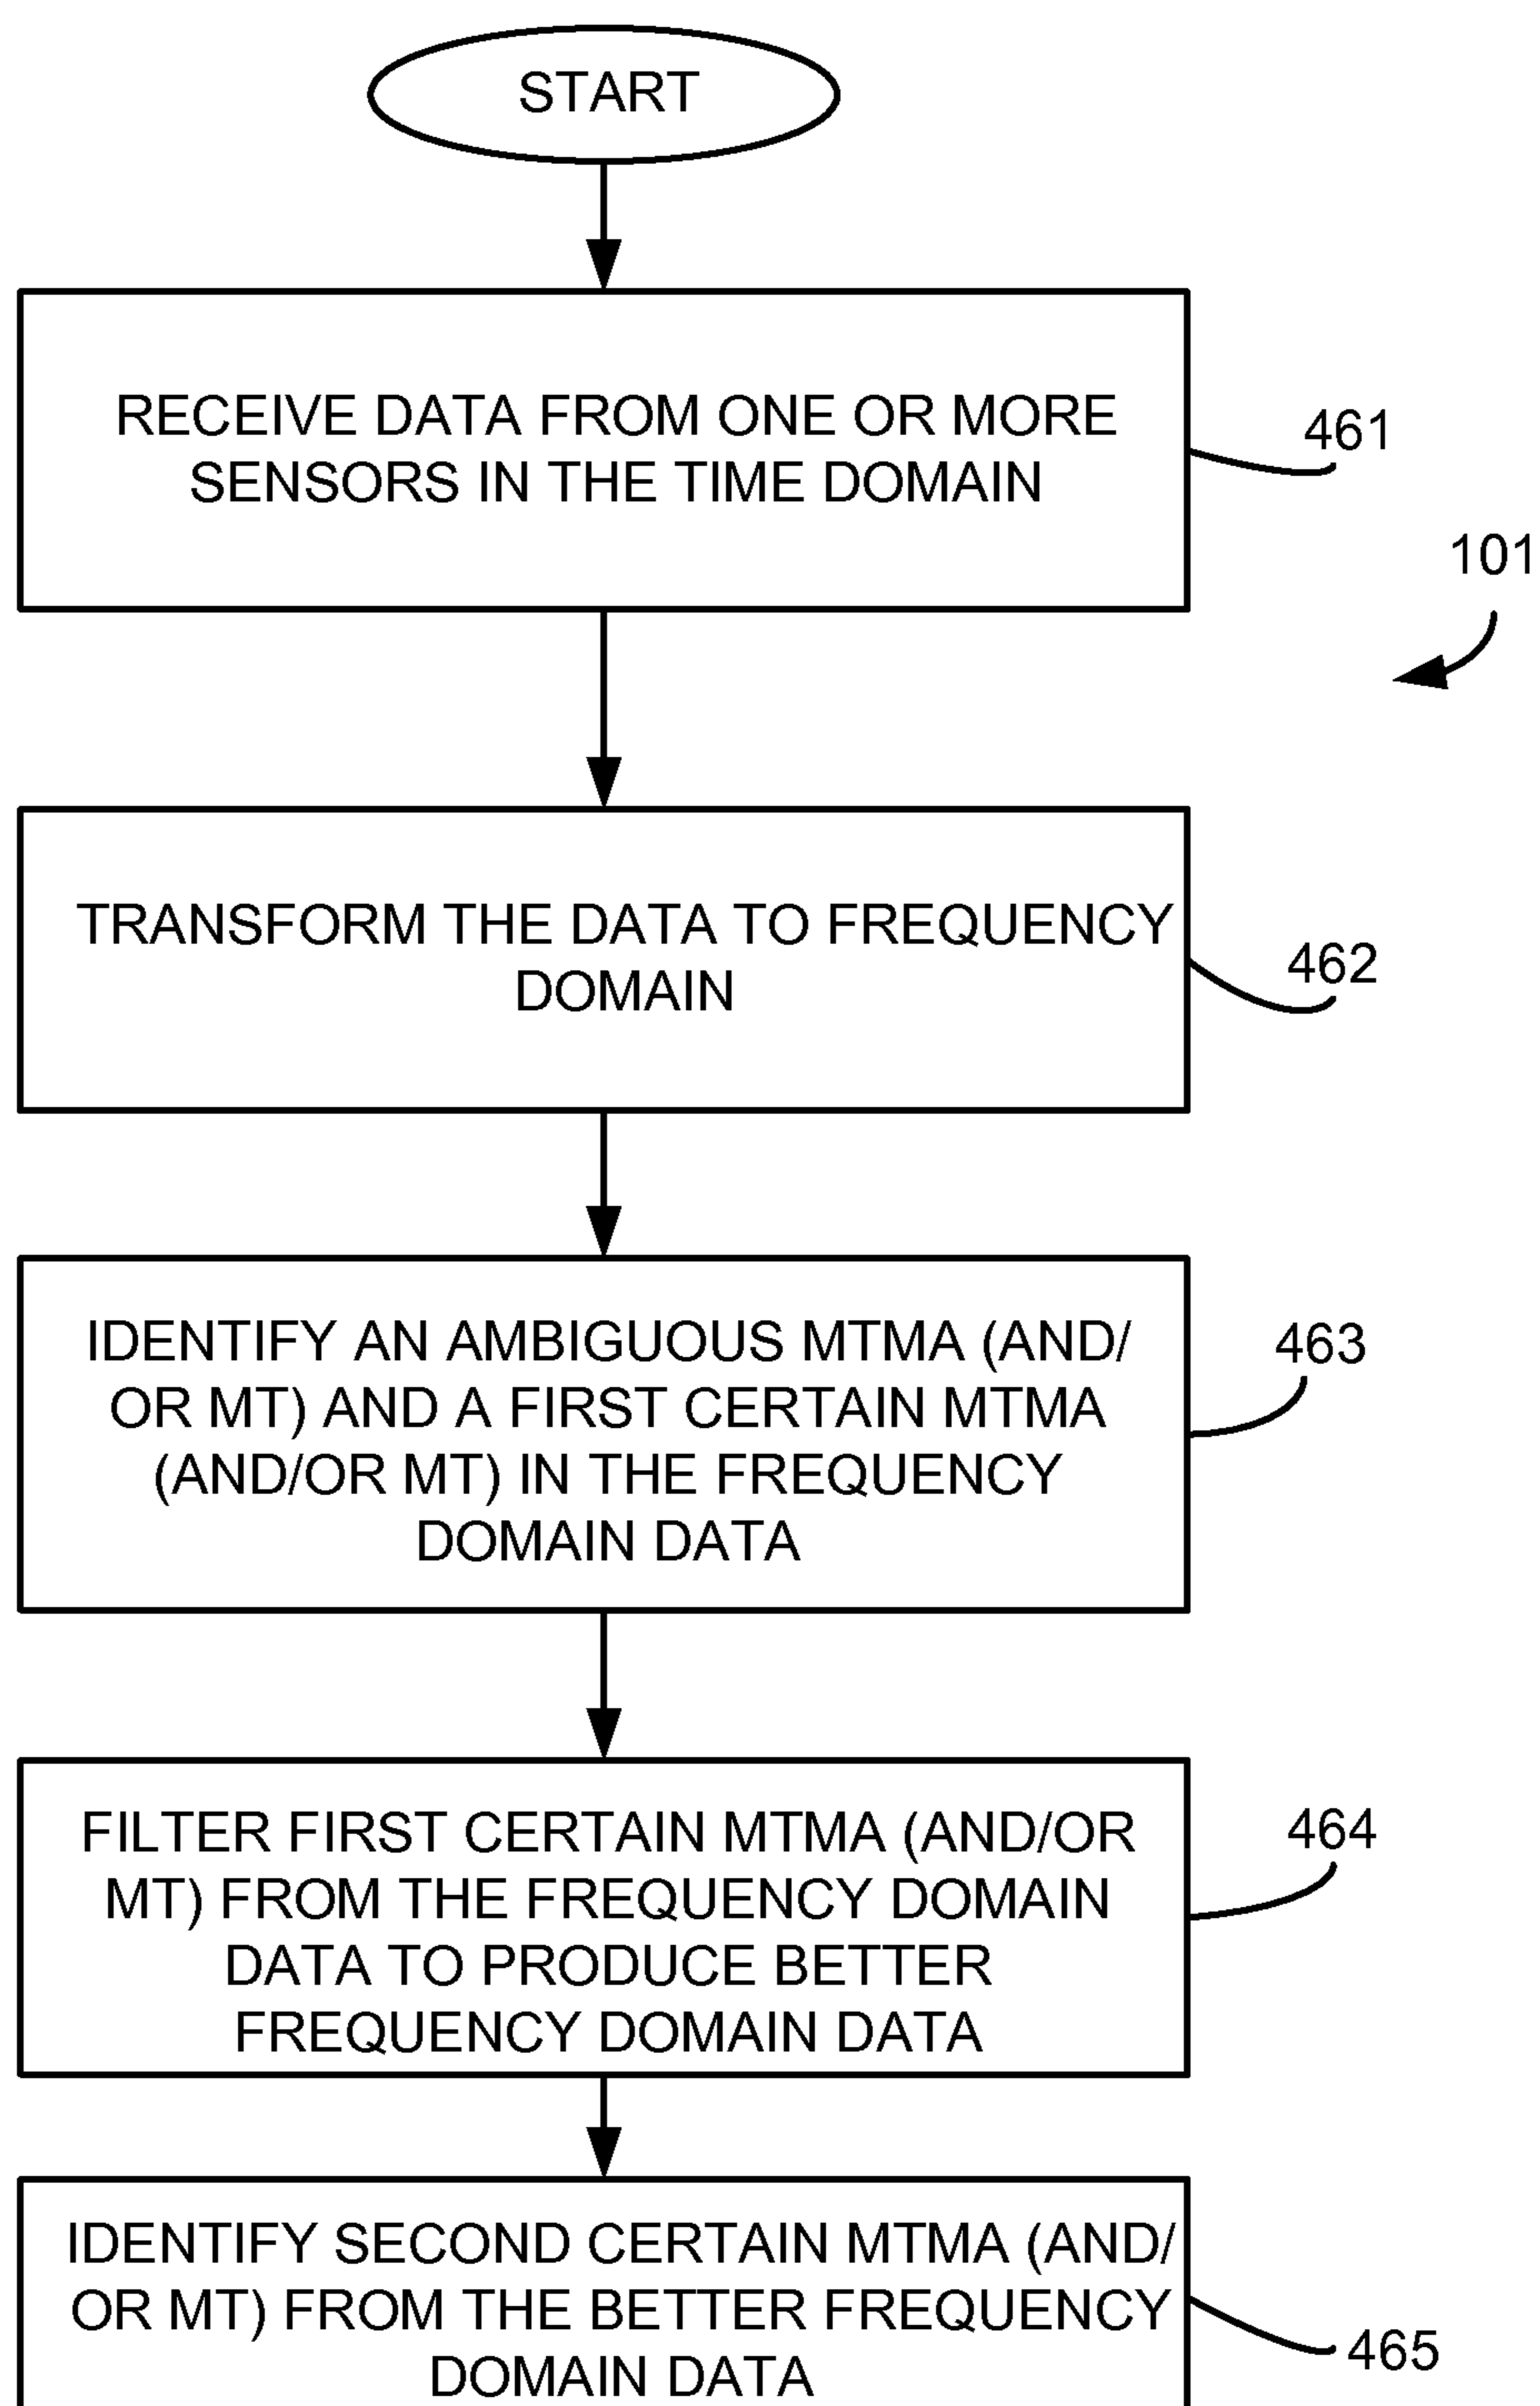 START
RECEIVE DATA FROM ONE OR MORE
SENSORS IN THE TIME DOMAIN
461
101
TRANSFORM THE DATA TO FREQUENCY
DOMAIN
462
IDENTIFY AN AMBIGUOUS MTMA (AND/
OR MT) AND A FIRST CERTAIN MTMA
(AND/OR MT) IN THE FREQUENCY
DOMAIN DATA
463
FILTER FIRST CERTAIN MTMA (AND/OR
MT) FROM THE FREQUENCY DOMAIN
DATA TO PRODUCE BETTER
FREQUENCY DOMAIN DATA
464
IDENTIFY SECOND CERTAIN MTMA (AND/
OR MT) FROM THE BETTER FREQUENCY
DOMAIN DATA
465